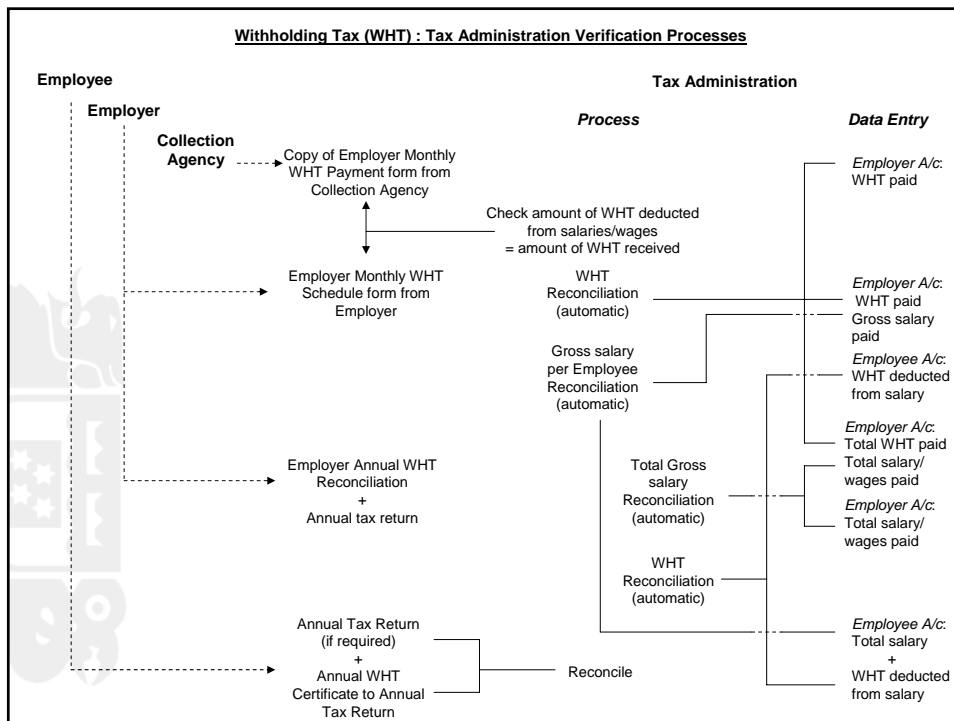 Withholding Tax (WHT) : Tax Administration Verification Processes
Employee
Employer
Collection
Agency
Tax Administration
Process
Data Entry
Copy of Employer Monthly
WHT Payment form from
Collection Agency
Employer A/c:
WHT paid
Check amount of WHT deducted
from salaries/wages
= amount of WHT received
Employer Monthly WHT
Schedule form from
Employer
WHT
Reconciliation
(automatic)
Employer A/c:
WHT paid
Gross salary
paid
Gross salary
per Employee
Reconciliation
(automatic)
Employee A/c:
WHT deducted
from salary
Employer Annual WHT
Reconciliation
+
Annual tax return
Total Gross
salary
Reconciliation
(automatic)
Employer A/c:
Total WHT paid
Total salary/
wages paid
Employer A/c:
Total salary/
wages paid
WHT
Reconciliation
(automatic)
Annual Tax Return
(if required)
+
Annual WHT
Certificate to Annual
Tax Return
Reconcile
Employee A/c:
Total salary
+
WHT deducted
from salary